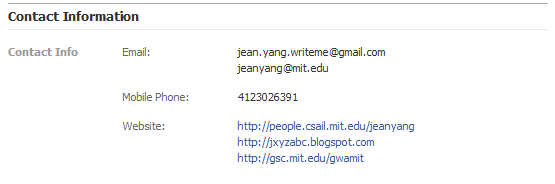 Contact Information
Contact Info Email: jean.yang.writeme@gmail.com
jeanyang@mit.edu
Mobile Phone: 4123026391
Website: http://people.csail.mit.edu/jeanyang
http://jxyzabc.blogspot.com
http://gsc.mit.edu/gwamit